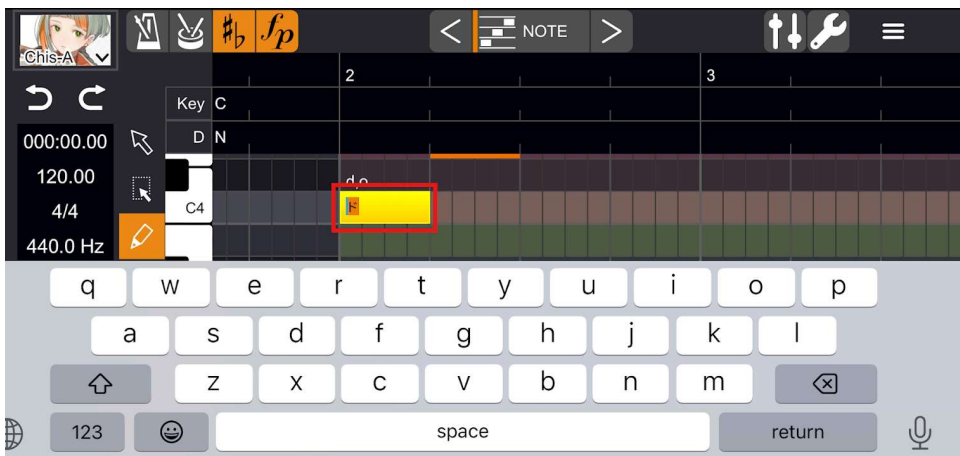 Chis-A
NOTE
2
3
Key C
D N
000:00.00
120.00
4/4
440.0 Hz
d,o
C4
ド
q w e r t y u i o p
a s d f g h j k l
z x c v b n m
123
space
return